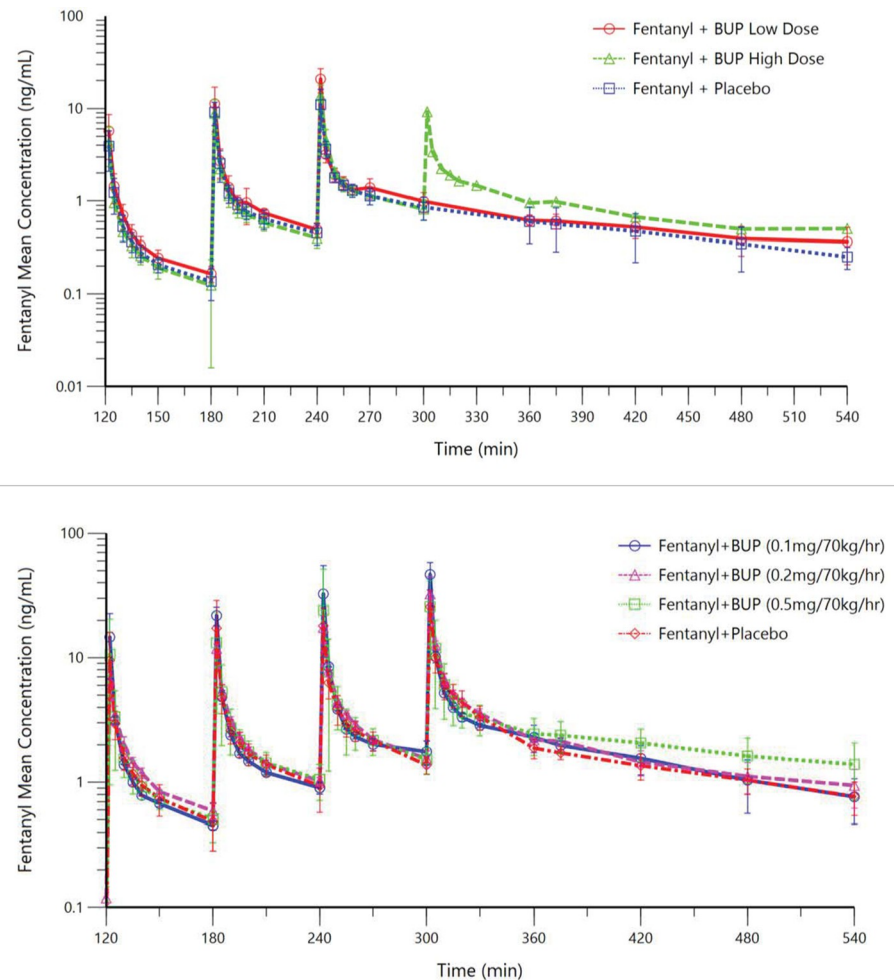 Fentanyl Mean Concentration (ng/mL)
100
10
1
0.1
0.01
Fentanyl + BUP Low Dose
Fentanyl + BUP High Dose
Fentanyl + Placebo
120 150 180 210 240 270 300 330 360 390 420 450 480 510 540
Time (min)
Fentanyl Mean Concentration (ng/mL)
100
10
1
0.1
Fentanyl+BUP (0.1mg/70kg/hr)
Fentanyl+BUP (0.2mg/70kg/hr)
Fentanyl+BUP (0.5mg/70kg/hr)
Fentanyl+Placebo
120 180 240 300 360 420 480 540
Time (min)